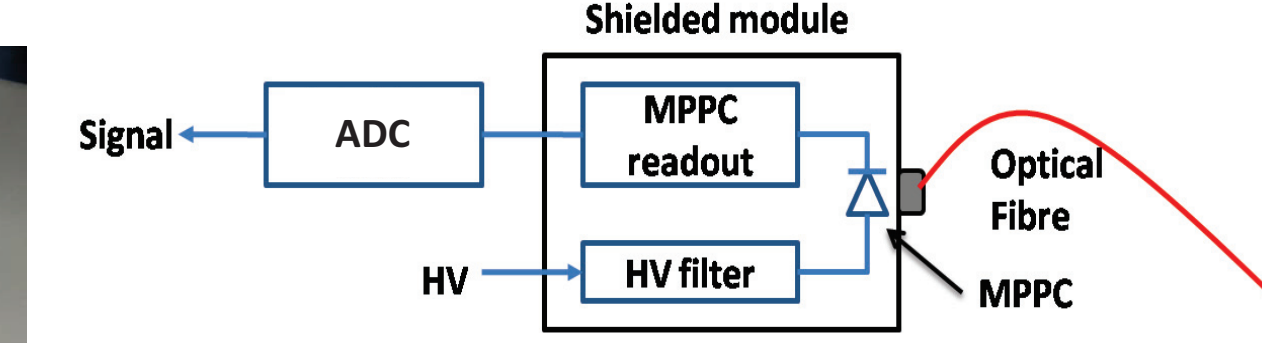 Shielded module
Signal
ADC
MPPC
readout
Optical
Fibre
HV
HV filter
MPPC